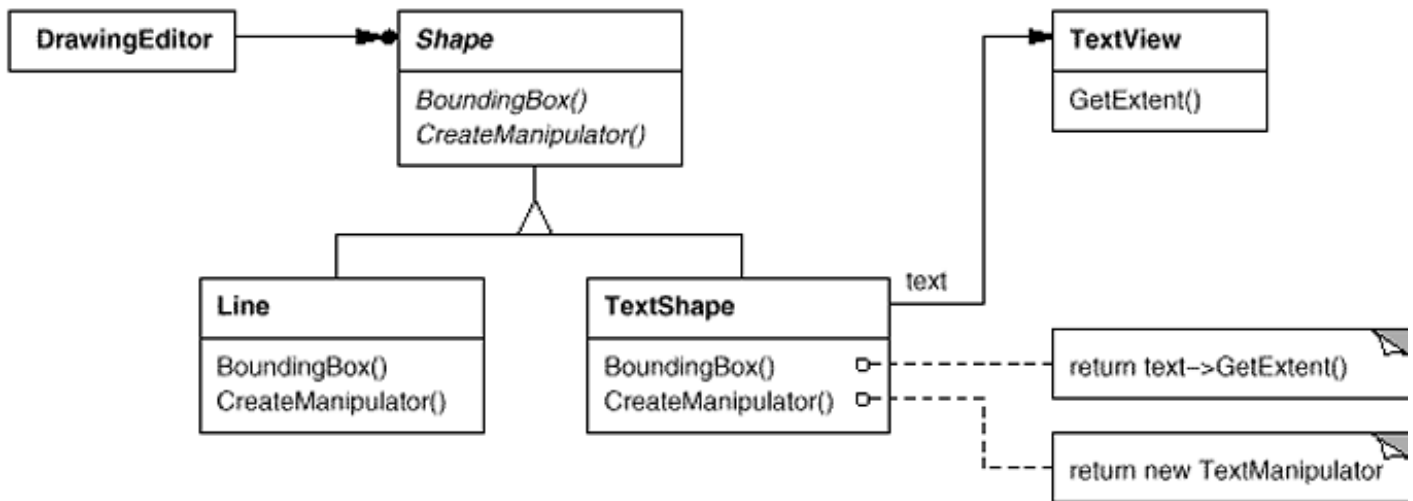 DrawingEditor
Shape
BoundingBox()
CreateManipulator()
TextView
GetExtent()
Line
BoundingBox()
CreateManipulator()
TextShape
BoundingBox()
CreateManipulator()
text
return text–>GetExtent()
return new TextManipulator